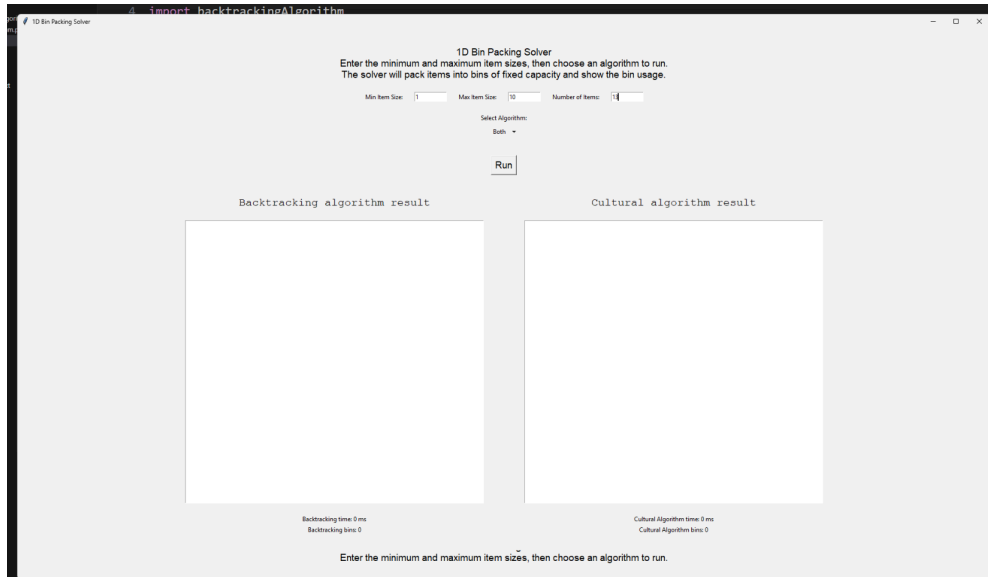 4 import backtrackingAlgorithm
1D Bin Packing Solver
1D Bin Packing Solver
Enter the minimum and maximum item sizes, then choose an algorithm to run.
The solver will pack items into bins of fixed capacity and show the bin usage.
Min Item Size: 1 Max Item Size: 10 Number of Items: 13
Select Algorithm:
Both
Run
Backtracking algorithm result Cultural algorithm result
Backtracking time: 0 ms Cultural Algorithm time: 0 ms
Backtracking bins: 0 Cultural Algorithm bins: 0
Enter the minimum and maximum item sizes, then choose an algorithm to run.